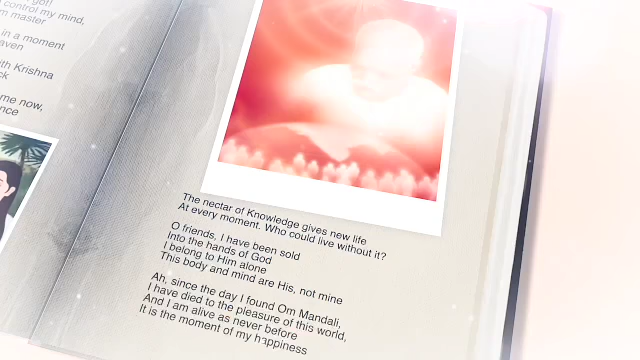 got!
control my mind,
m master
in a moment
aven
ith Krishna
ck
me now,
nce
The nectar of Knowledge gives new life
At every moment. Who could live without it?
O friends, I have been sold
Into the hands of God
I belong to Him alone
This body and mind are His, not mine
Ah, since the day I found Om Mandali,
I have died to the pleasure of this world,
And I am alive as never before
It is the moment of my happiness